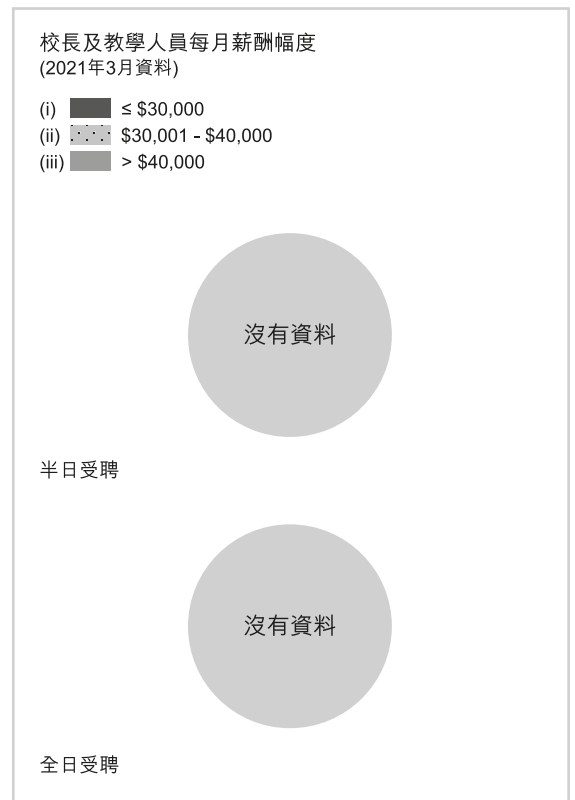 校長及教學人員每月薪酬幅度
(2021年3月資料)
(i) ≤ $30,000
(ii) $30,001 - $40,000
(iii) > $40,000
沒有資料
半日受聘
沒有資料
全日受聘